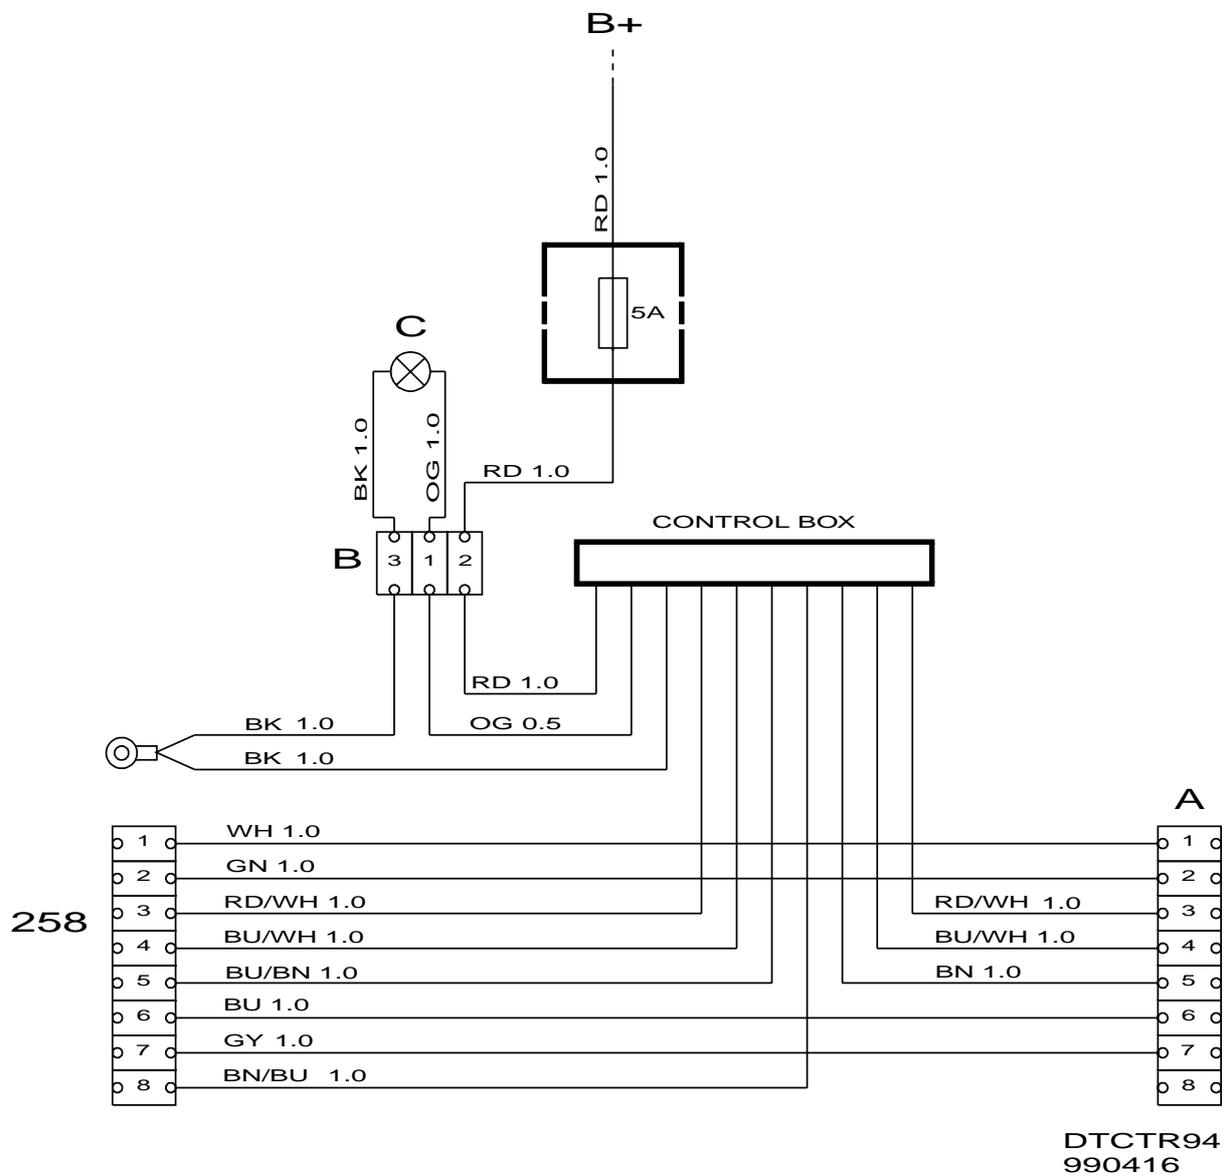 B+
RD 1.0
5A
C
BK 1.0
OG 1.0
RD 1.0
CONTROL BOX
B
3 1 2
RD 1.0
BK 1.0
OG 0.5
BK 1.0
A
1 WH 1.0 1
2 GN 1.0 2
258
3 RD/WH 1.0 RD/WH 1.0 3
4 BU/WH 1.0 BU/WH 1.0 4
5 BU/BN 1.0 BN 1.0 5
6 BU 1.0 6
7 GY 1.0 7
8 BN/BU 1.0 8
DTCTR94
990416